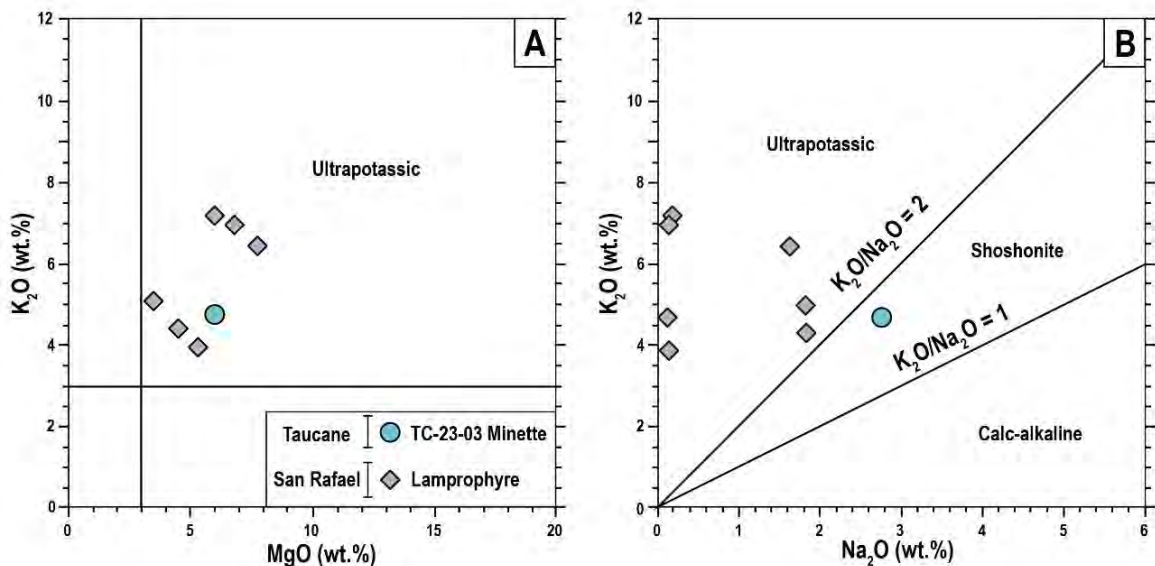 12
10
8
6
4
2
0
K₂O (wt.%)
A
Ultrapotassic
Taucane
TC-23-03 Minette
San Rafael
Lamprophyre
0
5
10
15
20
MgO (wt.%)
12
10
8
6
4
2
0
K₂O (wt.%)
B
Ultrapotassic
K₂O/Na₂O = 2
Shoshonite
K₂O/Na₂O = 1
Calc-alkaline
0
1
2
3
4
5
6
Na₂O (wt.%)